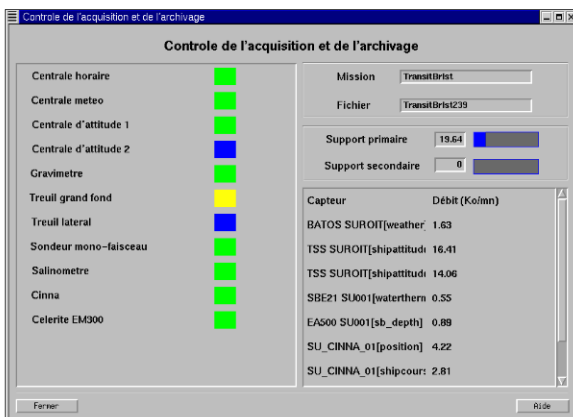 Controle de l'acquisition et de l'archivage
Controle de l'acquisition et de l'archivage
Centrale horaire
Centrale meteo
Centrale d'attitude 1
Centrale d'attitude 2
Gravimetre
Treuil grand fond
Treuil lateral
Sondeur mono-faisceau
Salinometre
Cinna
Celerite EM300
Mission TransitBrIst
Fichier TransitBrIst239
Support primaire 19.64
Support secondaire 0
Capteur Débit (Ko/mn)
BATOS SUROIT[weather] 1.63
TSS SUROIT[shipattitud 16.41
TSS SUROIT[shipattitud 14.06
SBE21 SU001[watertherm 0.55
EA500 SU001[sb_depth] 0.89
SU_CINNA_01[position] 4.22
SU_CINNA_01[shipcour 2.81
Fermer
Aide